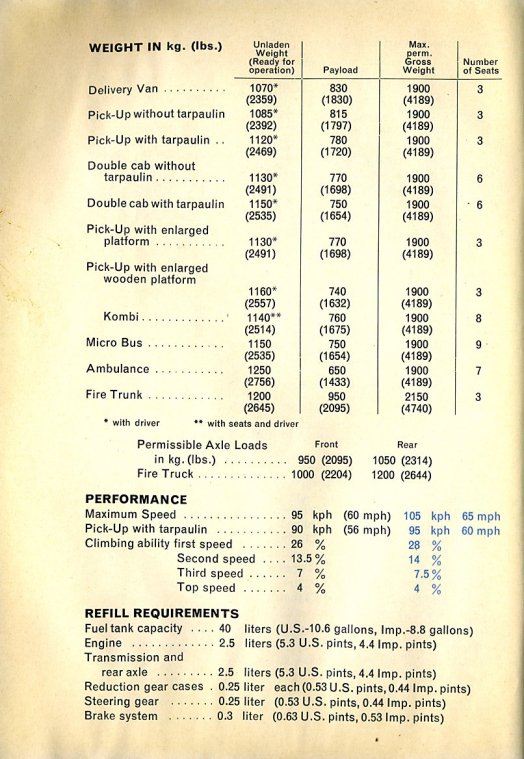 WEIGHT IN kg. (lbs.) Unladen Weight (Ready for operation) Payload Max. perm. Gross Weight Number of Seats
Delivery Van .......... 1070* 830 1900 3
(2359) (1830) (4189)
Pick-Up without tarpaulin 1085* 815 1900 3
(2392) (1797) (4189)
Pick-Up with tarpaulin .. 1120* 780 1900 3
(2469) (1720) (4189)
Double cab without
tarpaulin ........... 1130* 770 1900 6
(2491) (1698) (4189)
Double cab with tarpaulin 1150* 750 1900 6
(2535) (1654) (4189)
Pick-Up with enlarged
platform ........... 1130* 770 1900 3
(2491) (1698) (4189)
Pick-Up with enlarged
wooden platform
1160* 740 1900 3
(2557) (1632) (4189)
Kombi ............. 1140** 760 1900 8
(2514) (1675) (4189)
Micro Bus ............ 1150 750 1900 9
(2535) (1654) (4189)
Ambulance ........... 1250 650 1900 7
(2756) (1433) (4189)
Fire Trunk ............ 1200 950 2150 3
(2645) (2095) (4740)
* with driver ** with seats and driver
Permissible Axle Loads Front Rear
in kg. (lbs.) .......... 950 (2095) 1050 (2314)
Fire Truck ............. 1000 (2204) 1200 (2644)
PERFORMANCE
Maximum Speed ................ 95 kph (60 mph) 105 kph 65 mph
Pick-Up with tarpaulin .......... 90 kph (56 mph) 95 kph 60 mph
Climbing ability first speed ....... 26 % 28 %
Second speed .... 13.5 % 14 %
Third speed ...... 7 % 7.5 %
Top speed ....... 4 % 4 %
REFILL REQUIREMENTS
Fuel tank capacity .... 40 liters (U.S.-10.6 gallons, Imp.-8.8 gallons)
Engine ............. 2.5 liters (5.3 U.S. pints, 4.4 Imp. pints)
Transmission and
rear axle ......... 2.5 liters (5.3 U.S. pints, 4.4 Imp. pints)
Reduction gear cases . 0.25 liter each (0.53 U.S. pints, 0.44 Imp. pints)
Steering gear ....... 0.25 liter (0.53 U.S. pints, 0.44 Imp. pints)
Brake system ....... 0.3 liter (0.63 U.S. pints, 0.53 Imp. pints)